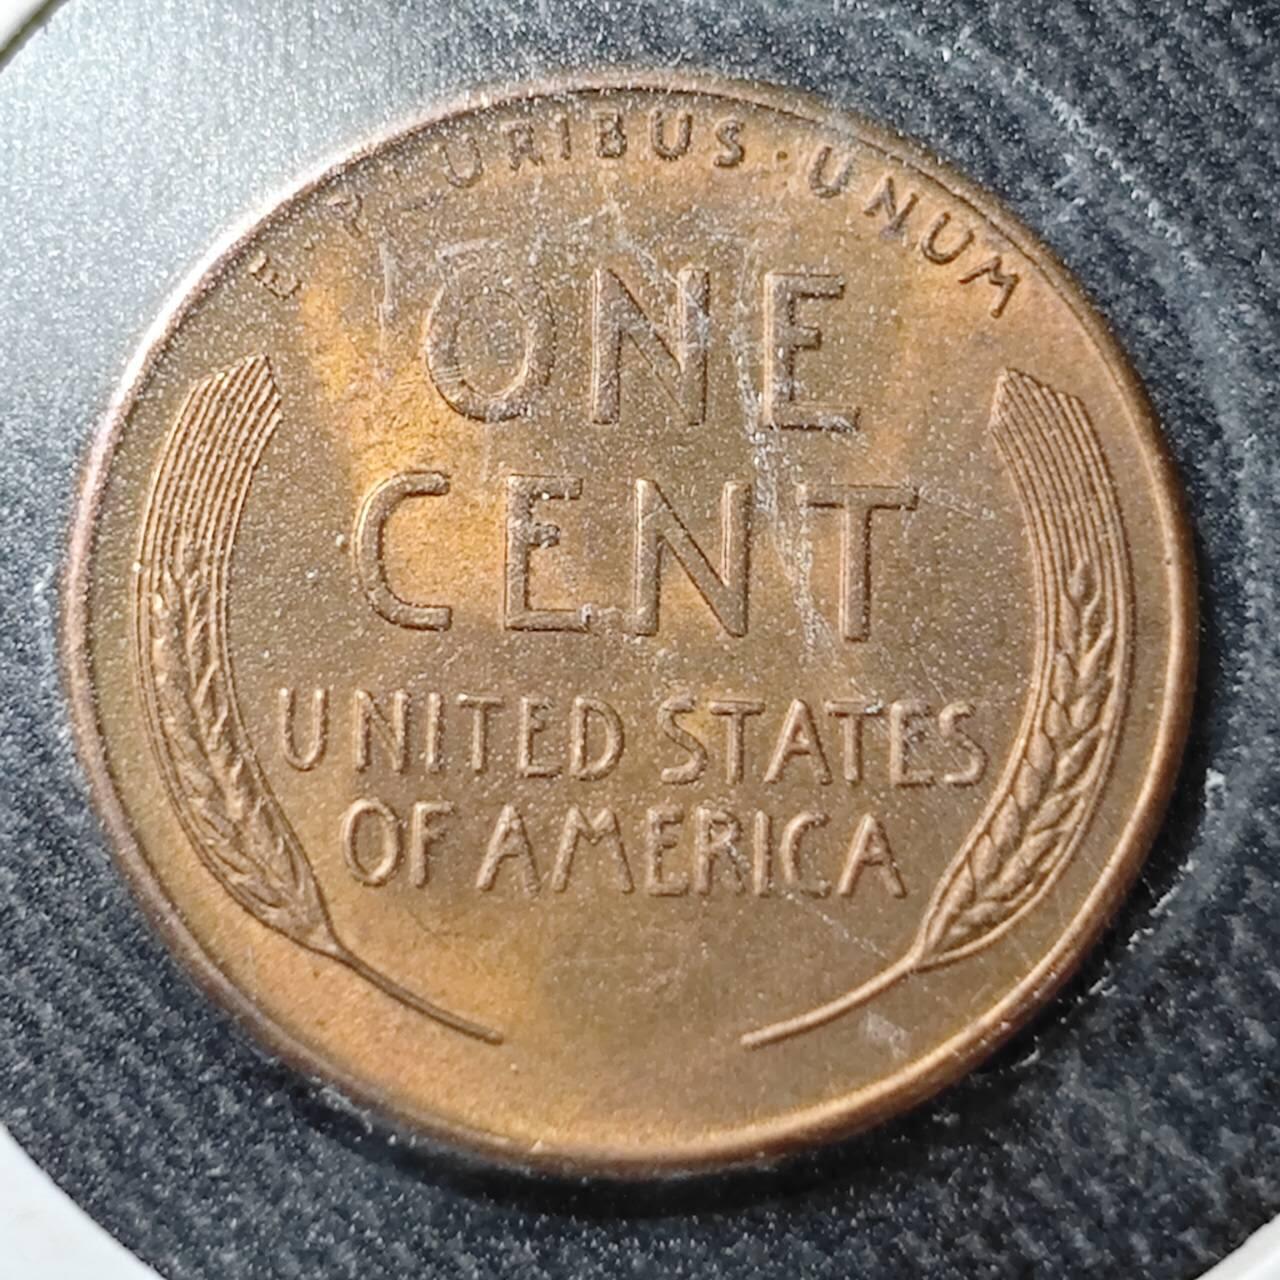 E·PLURIBUS·UNUM
ONE
CENT
UNITED STATES
OF AMERICA